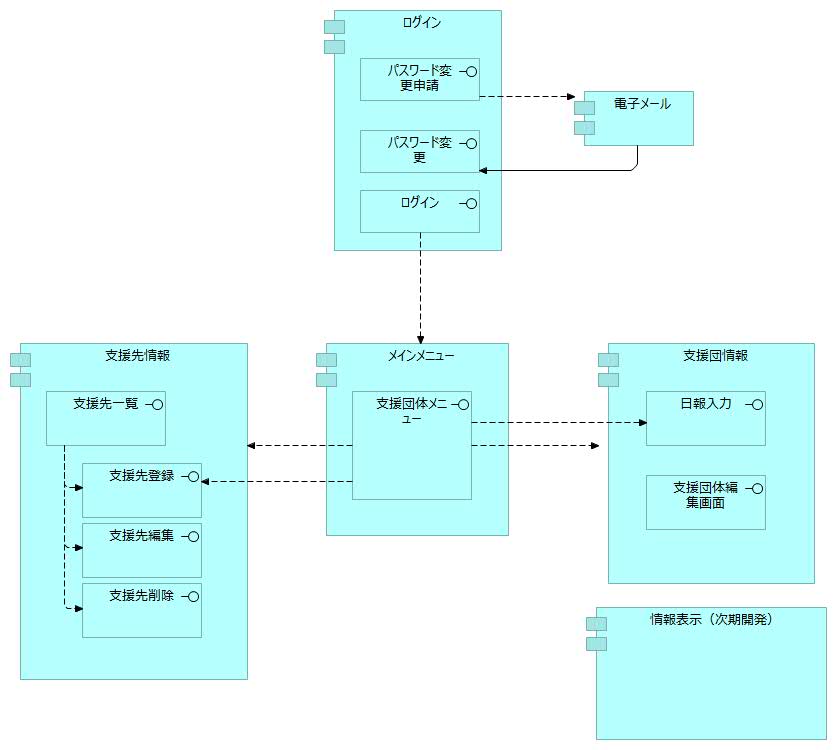 ログイン
パスワード変
更申請
電子メール
パスワード変
更
ログイン
支援先情報
メインメニュー
支援団情報
支援先一覧
支援団体メニ
ュー
日報入力
支援先登録
支援団体編
集画面
支援先編集
支援先削除
情報表示（次期開発）